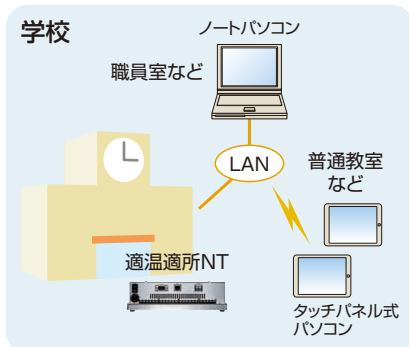 学校
ノートパソコン
職員室など
LAN
普通教室
など
適温適所NT
タッチパネル式
パソコン